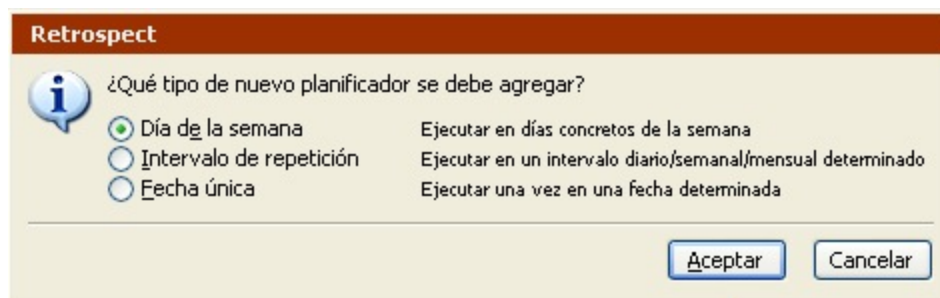 Retrospect
¿Qué tipo de nuevo planificador se debe agregar?
Día de la semana Ejecutar en días concretos de la semana
Intervalo de repetición Ejecutar en un intervalo diario/semanal/mensual determinado
Fecha única Ejecutar una vez en una fecha determinada
Aceptar Cancelar